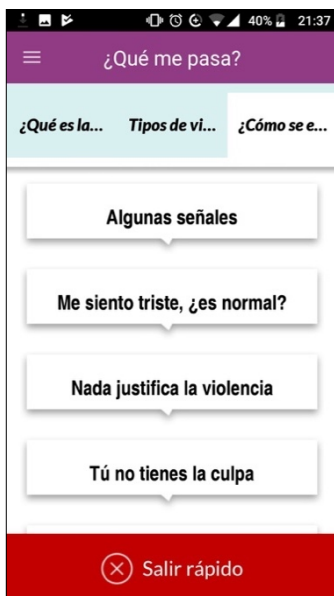 40% 21:37
¿Qué me pasa?
¿Qué es la... Tipos de vi... ¿Cómo se e...
Algunas señales
Me siento triste, ¿es normal?
Nada justifica la violencia
Tú no tienes la culpa
Salir rápido